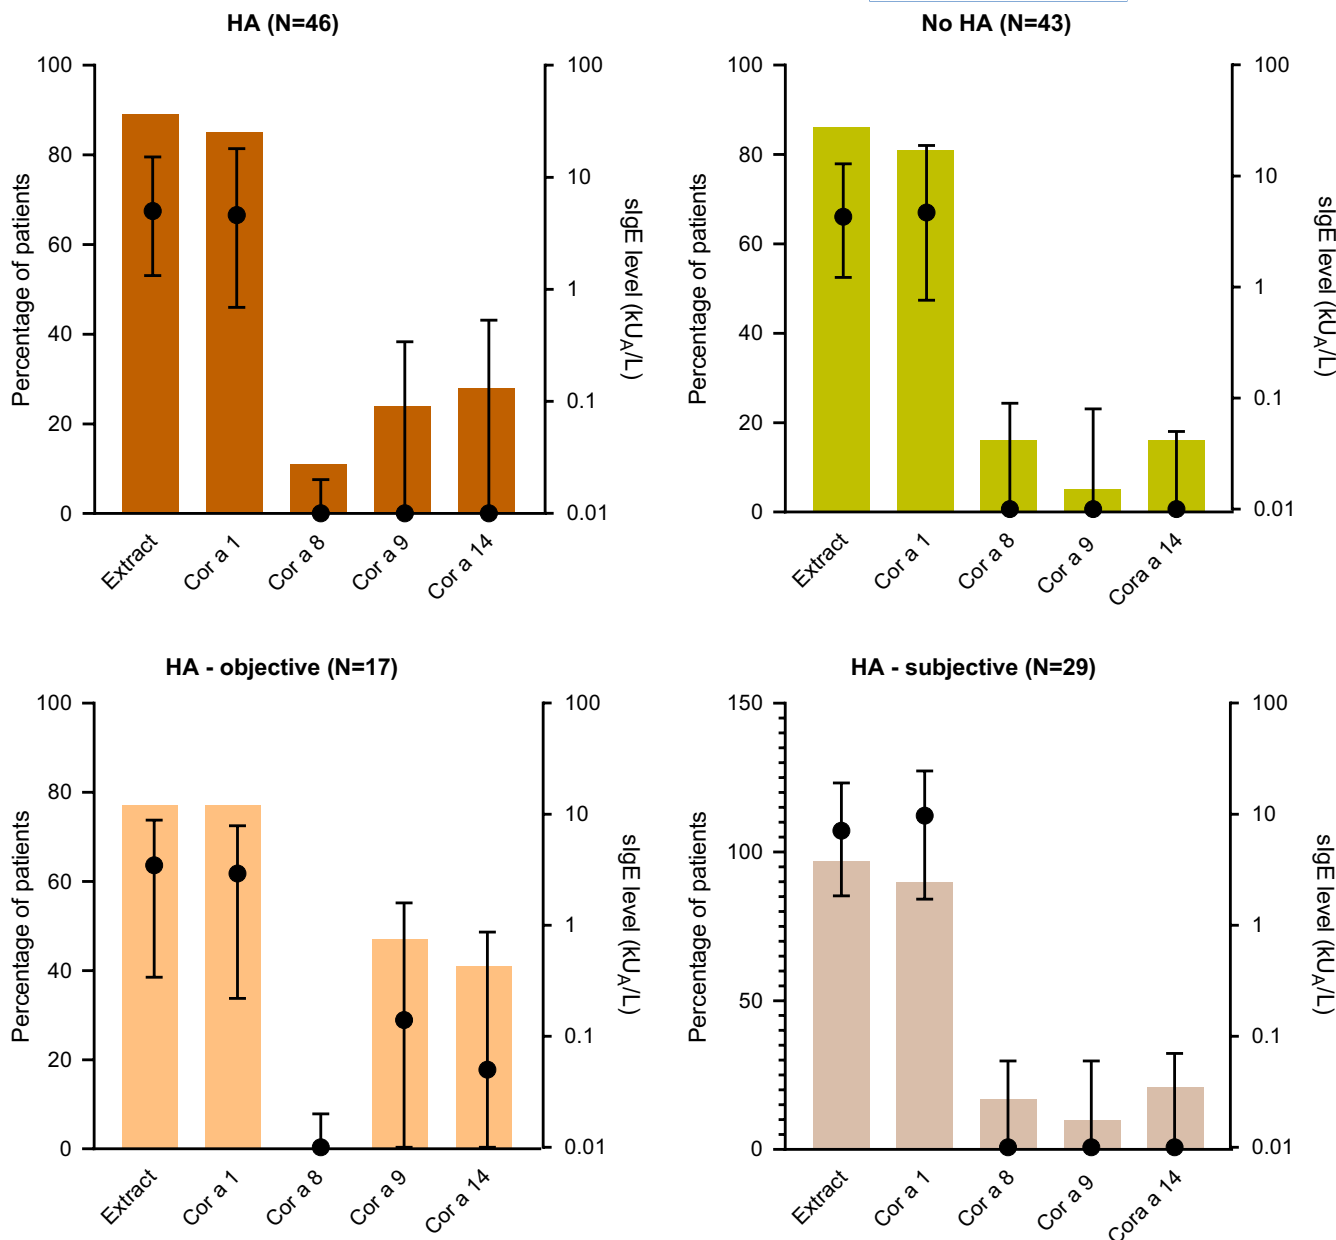 HA (N=46)
No HA (N=43)
100
80
60
40
20
0
Percentage of patients
100
10
1
0.1
0.01
sIgE level (kUA/L)
Extract
Cor a 1
Cor a 8
Cor a 9
Cor a 14
100
80
60
40
20
0
Percentage of patients
100
10
1
0.1
0.01
sIgE level (kUA/L)
Extract
Cor a 1
Cor a 8
Cor a 9
Cora a 14
HA - objective (N=17)
HA - subjective (N=29)
100
80
60
40
20
0
Percentage of patients
100
10
1
0.1
0.01
sIgE level (kUA/L)
Extract
Cor a 1
Cor a 8
Cor a 9
Cor a 14
150
100
50
0
Percentage of patients
100
10
1
0.1
0.01
sIgE level (kUA/L)
Extract
Cor a 1
Cor a 8
Cor a 9
Cora a 14